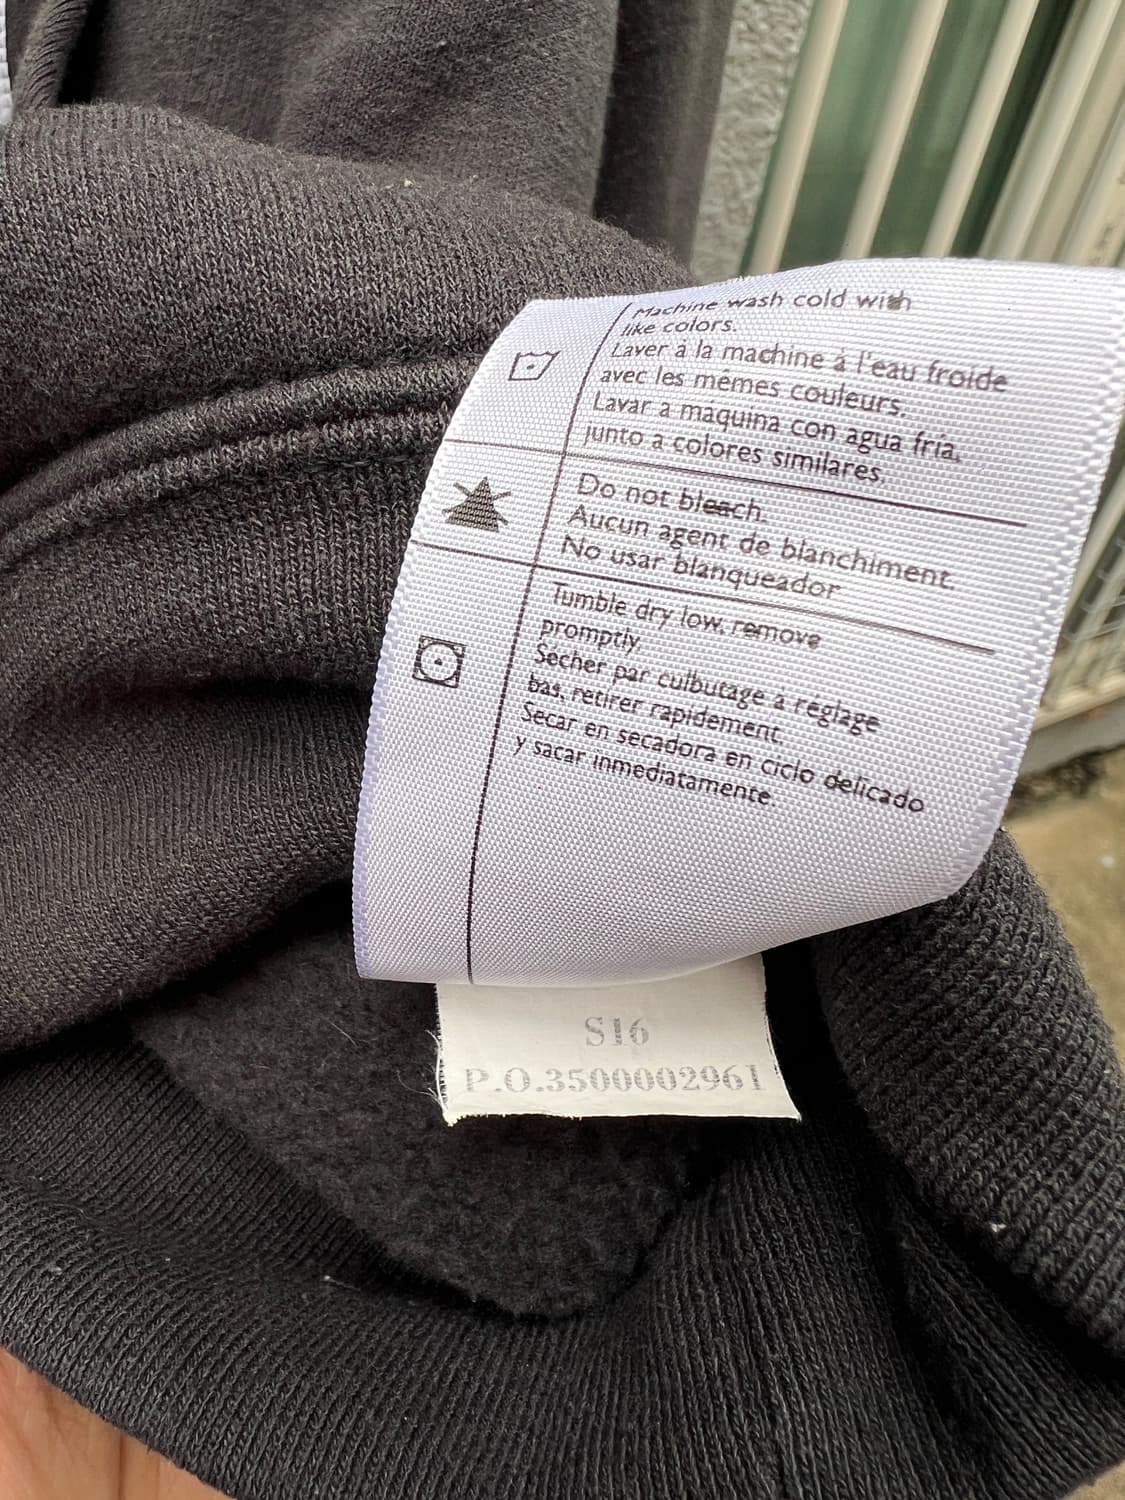 Machine wash cold with
like colors.
Laver à la machine à l'eau froide
avec les mêmes couleurs.
Lavar a maquina con agua fría,
junto a colores similares.
Do not bleach.
Aucun agent de blanchiment.
No usar blanqueador
Tumble dry low, remove
promptly.
Secher par culbutage à réglage
bas, retirer rapidement.
Secar en secadora en ciclo delicado
y sacar inmediatamente.
S16
P.O.3500002961